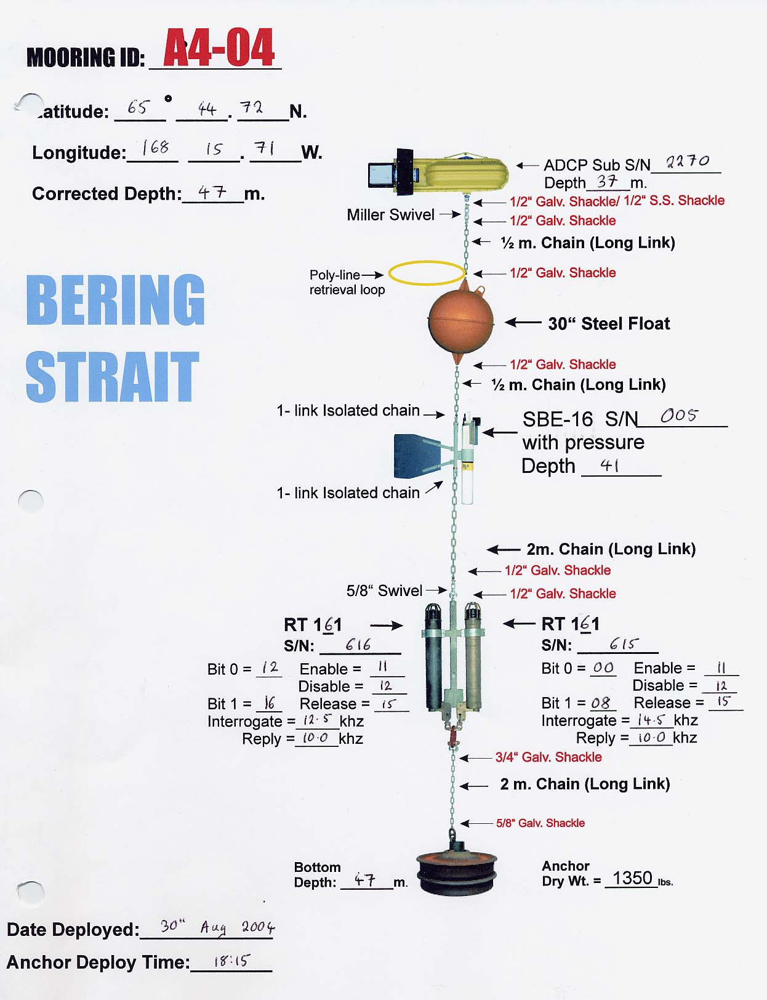 MOORING ID: A4-04
atitude: 65° 44.72 N.
Longitude: 168 15.71 W.
Corrected Depth: 47 m.
ADCP Sub S/N 2270
Depth 37 m.
1/2" Galv. Shackle/ 1/2" S.S. Shackle
Miller Swivel
1/2" Galv. Shackle
½ m. Chain (Long Link)
Poly-line
retrieval loop
1/2" Galv. Shackle
BERING
STRAIT
30" Steel Float
1/2" Galv. Shackle
½ m. Chain (Long Link)
1- link Isolated chain
SBE-16 S/N 005
with pressure
Depth 41
1- link Isolated chain
2m. Chain (Long Link)
1/2" Galv. Shackle
5/8" Swivel
1/2" Galv. Shackle
RT 161
S/N: 616
Bit 0 = 12 Enable = 11
Disable = 12
Bit 1 = 16 Release = 15
Interrogate = 12.5 khz
Reply = 10.0 khz
RT 161
S/N: 615
Bit 0 = 00 Enable = 11
Disable = 12
Bit 1 = 08 Release = 15
Interrogate = 14.5 khz
Reply = 10.0 khz
3/4" Galv. Shackle
2 m. Chain (Long Link)
5/8" Galv. Shackle
Bottom
Depth: 47 m.
Anchor
Dry Wt. = 1350 lbs.
Date Deployed: 30th Aug 2004
Anchor Deploy Time: 18:15